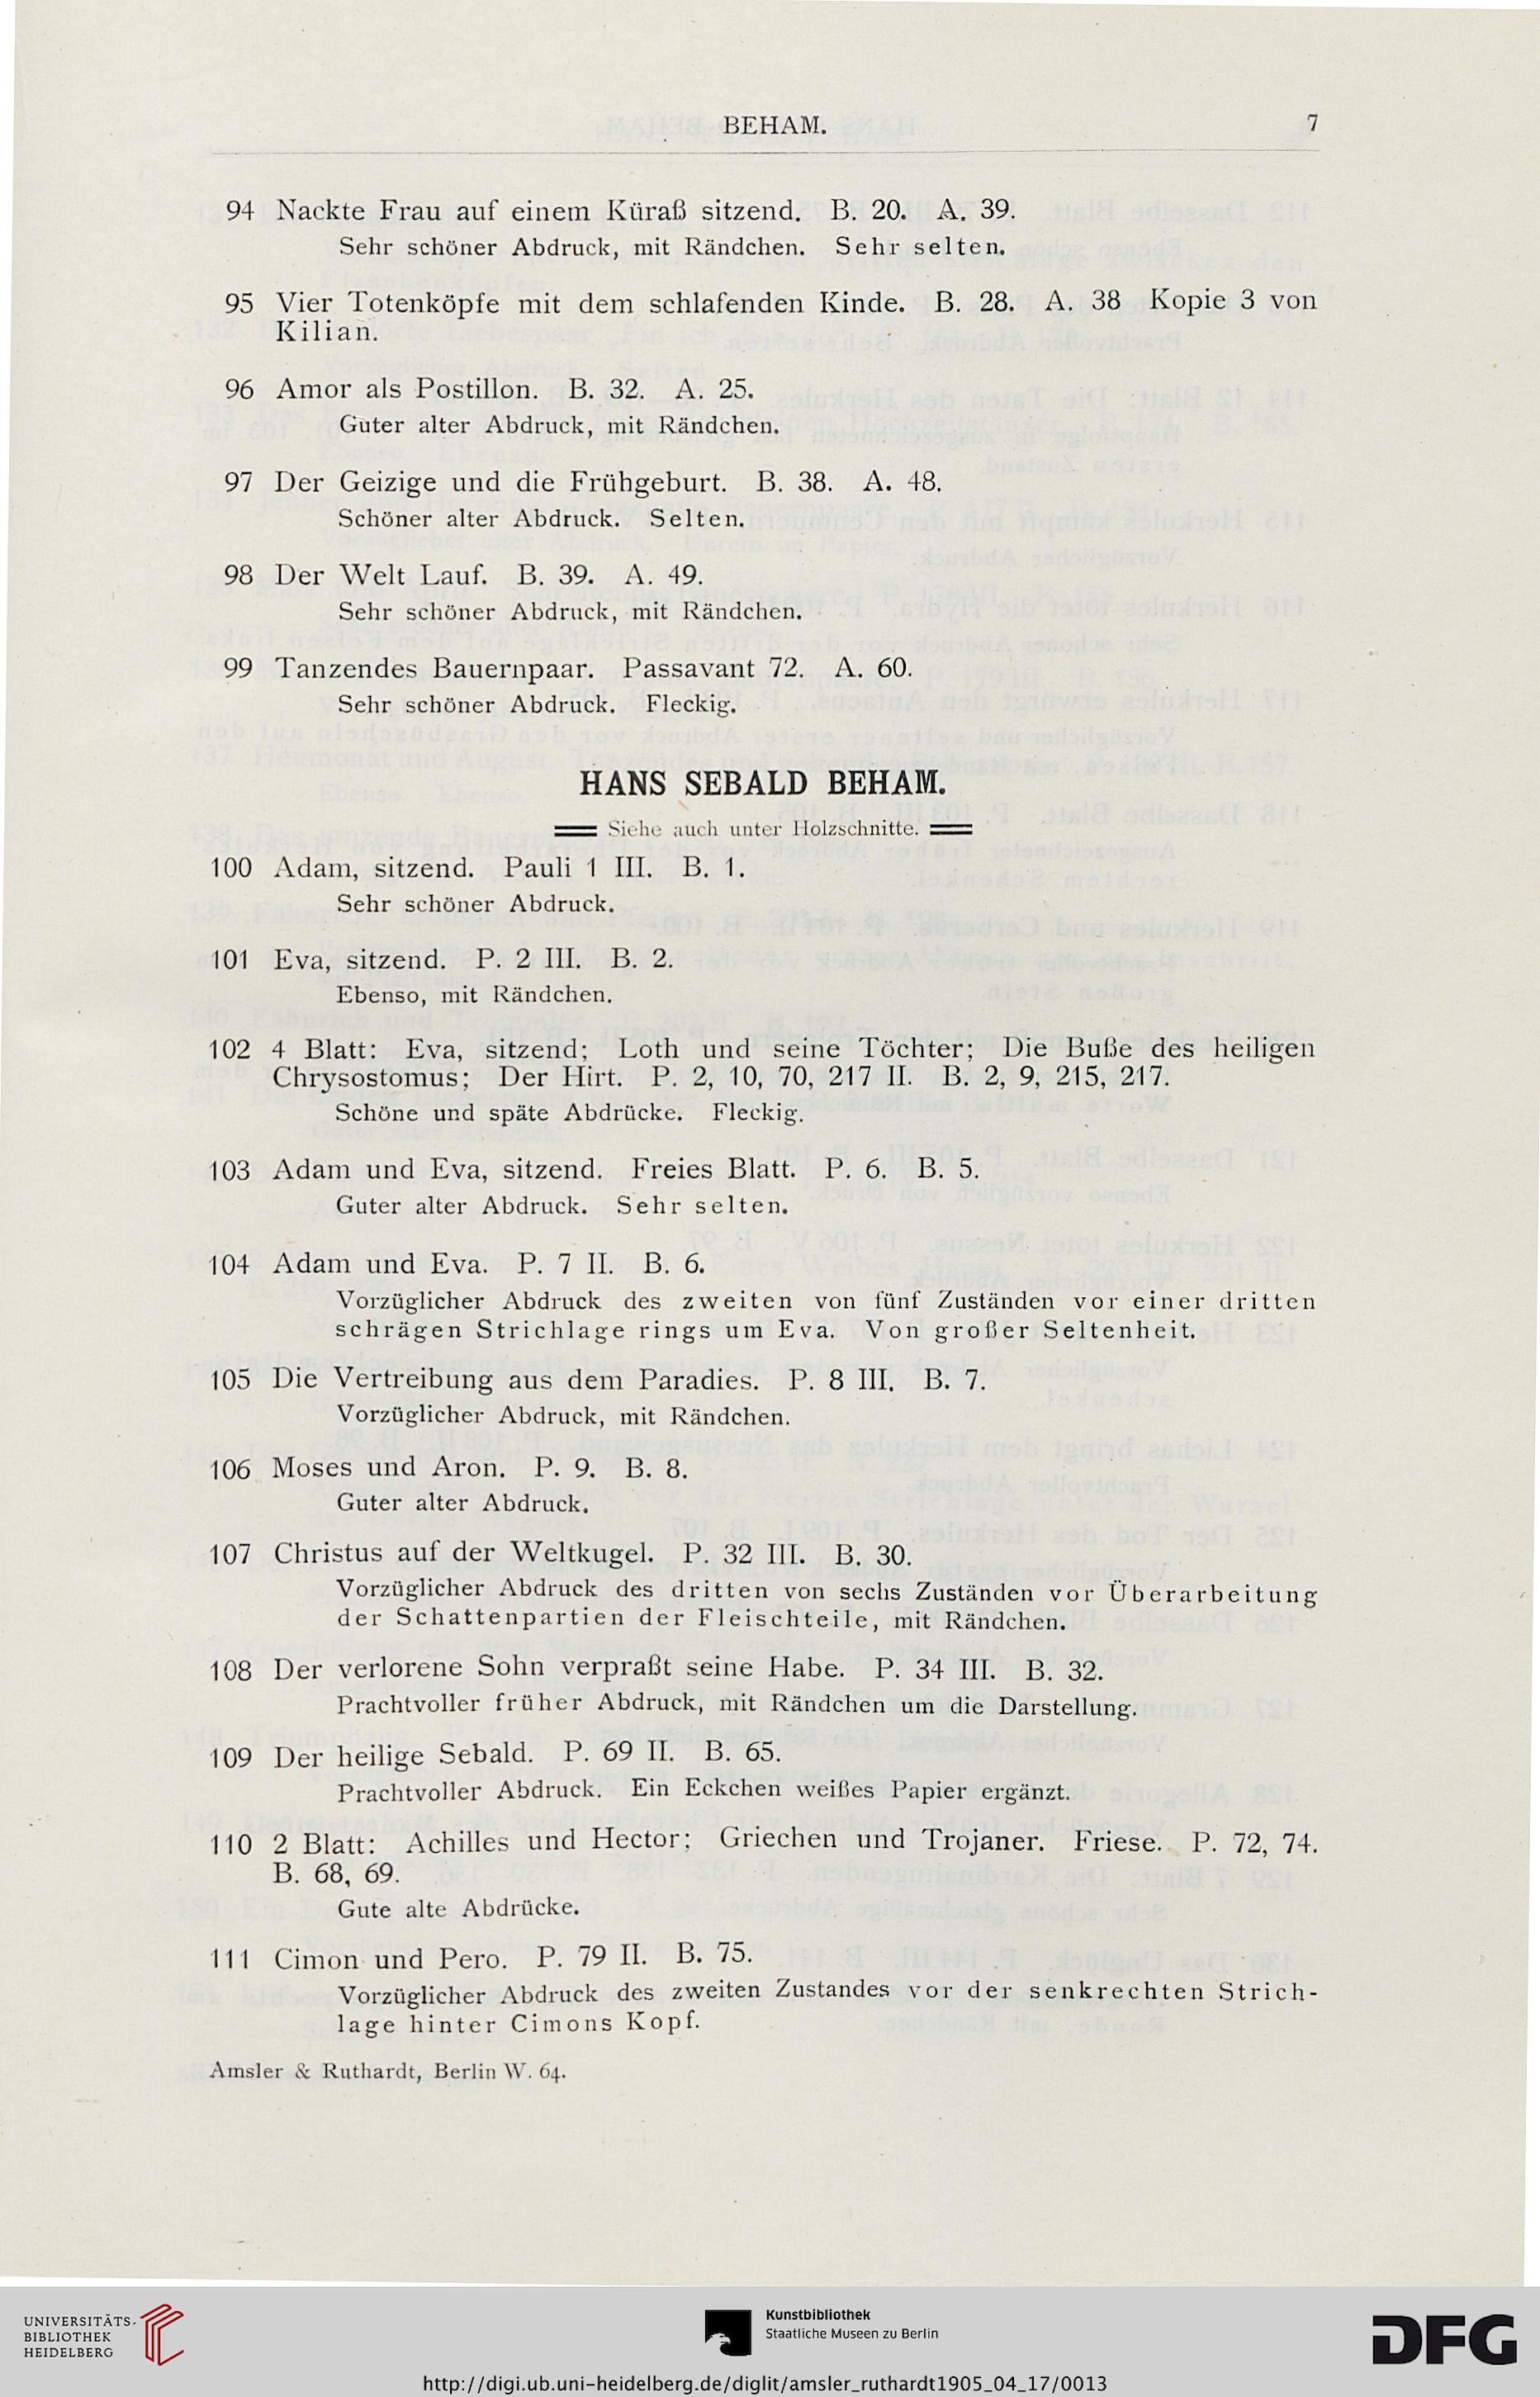 BEHAM. 7
94 Nackte Frau auf einem Küraß sitzend. B. 20. A. 39.
Sehr schöner Abdruck, mit Rändchen. Sehr selten.
95 Vier Totenköpfe mit dem schlafenden Kinde. B. 28. A. 38 Kopie 3 von
Kilian.
96 Amor als Postillon. B. 32. A. 25.
Guter alter Abdruck, mit Rändchen.
97 Der Geizige und die Frühgeburt. B. 38. A. 48.
Schöner alter Abdruck. Selten.
98 Der Welt Lauf. B. 39. A. 49.
Sehr schöner Abdruck, mit Rändchen.
99 Tanzendes Bauernpaar. Passavant 72. A. 60.
Sehr schöner Abdruck. Fleckig.
HANS SEBALD BEHAM.
Siehe auch unter Holzschnitte.
100 Adam, sitzend. Pauli 1 III. B. 1.
Sehr schöner Abdruck.
101 Eva, sitzend. P. 2 III. B. 2.
Ebenso, mit Rändchen.
102 4 Blatt: Eva, sitzend; Loth und seine Töchter; Die Buße des heiligen
Chrysostomus; Der Hirt. P. 2, 10, 70, 217 II. B. 2, 9, 215, 217.
Schöne und späte Abdrücke. Fleckig.
103 Adam und Eva, sitzend. Freies Blatt. P. 6. B. 5.
Guter alter Abdruck. Sehr selten.
104 Adam und Eva. P. 7 II. B. 6.
Vorzüglicher Abdruck des zweiten von fünf Zuständen vor einer dritten
schrägen Strichlage rings um Eva. Von großer Seltenheit.
105 Die Vertreibung aus dem Paradies. P. 8 III. B. 7.
Vorzüglicher Abdruck, mit Rändchen.
106 Moses und Aron. P. 9. B. 8.
Guter alter Abdruck.
107 Christus auf der Weltkugel. P. 32 III. B. 30.
Vorzüglicher Abdruck des dritten von sechs Zuständen vor Überarbeitung
der Schattenpartien der Fleischteile, mit Rändchen.
108 Der verlorene Sohn verpraßt seine Habe. P. 34 III. B. 32.
Prachtvoller früher Abdruck, mit Rändchen um die Darstellung.
109 Der heilige Sebald. P. 69 II. B. 65.
Prachtvoller Abdruck. Ein Eckchen weißes Papier ergänzt.
110 2 Blatt: Achilles und Hector; Griechen und Trojaner. Friese. P. 72, 74.
B. 68, 69.
Gute alte Abdrücke.
111 Cimon und Pero. P. 79 II. B. 75.
Vorzüglicher Abdruck des zweiten Zustandes vor der senkrechten Strich-
lage hinter Cimons Kopf.
Amsler & Ruthardt, Berlin W. 64.
UNIVERSITÄTS-
BIBLIOTHEK
HEIDELBERG
Kunstbibliothek
Staatliche Museen zu Berlin
DFG
http://digi.ub.uni-heidelberg.de/diglit/amsler_ruthardt1905_04_17/0013